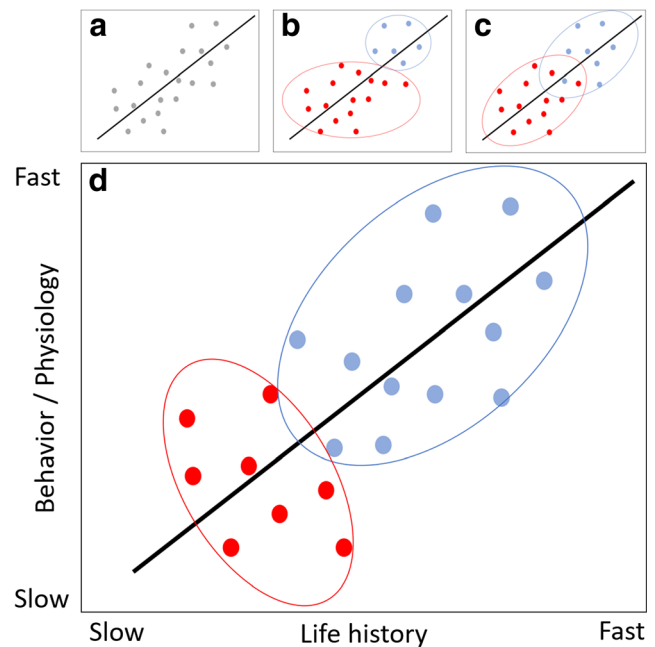 a
b
c
d
Fast
Behavior / Physiology
Slow
Slow
Life history
Fast